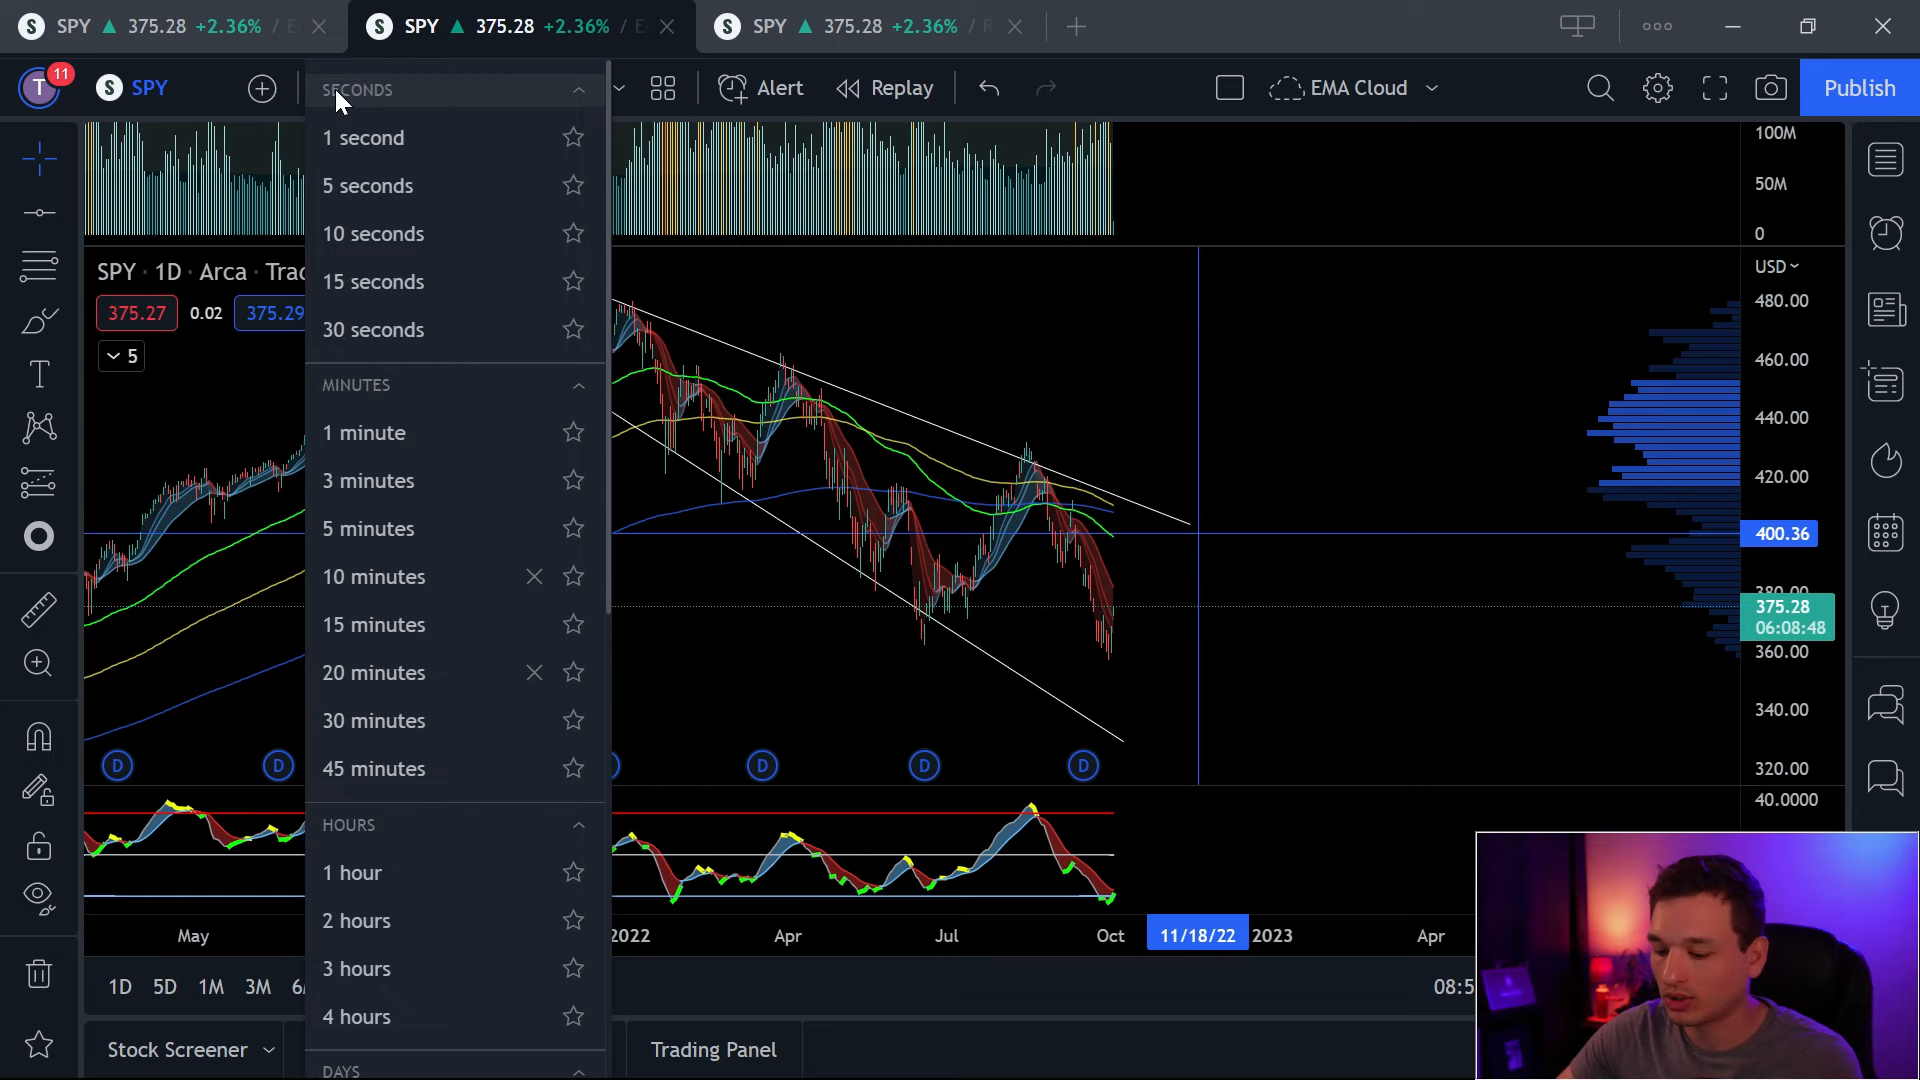 S SPY ▲ 375.28 +2.36% / E
S SPY ▲ 375.28 +2.36% / EM
S SPY ▲ 375.28 +2.36% / R
T 11
S SPY
Alert
Replay
EMA Cloud
Publish
SECONDS
1 second
5 seconds
10 seconds
15 seconds
30 seconds
MINUTES
1 minute
3 minutes
5 minutes
10 minutes
15 minutes
20 minutes
30 minutes
45 minutes
HOURS
1 hour
2 hours
3 hours
4 hours
DAYS
SPY · 1D · Arca
375.27 0.02 375.29
5
100M
50M
0
USD
480.00
460.00
440.00
420.00
400.36
380.00
375.28
06:08:48
360.00
340.00
320.00
40.0000
D D D D D
May 2022 Apr Jul Oct 11/18/22 2023 Apr
1D 5D 1M 3M
08:5
Stock Screener
Trading Panel